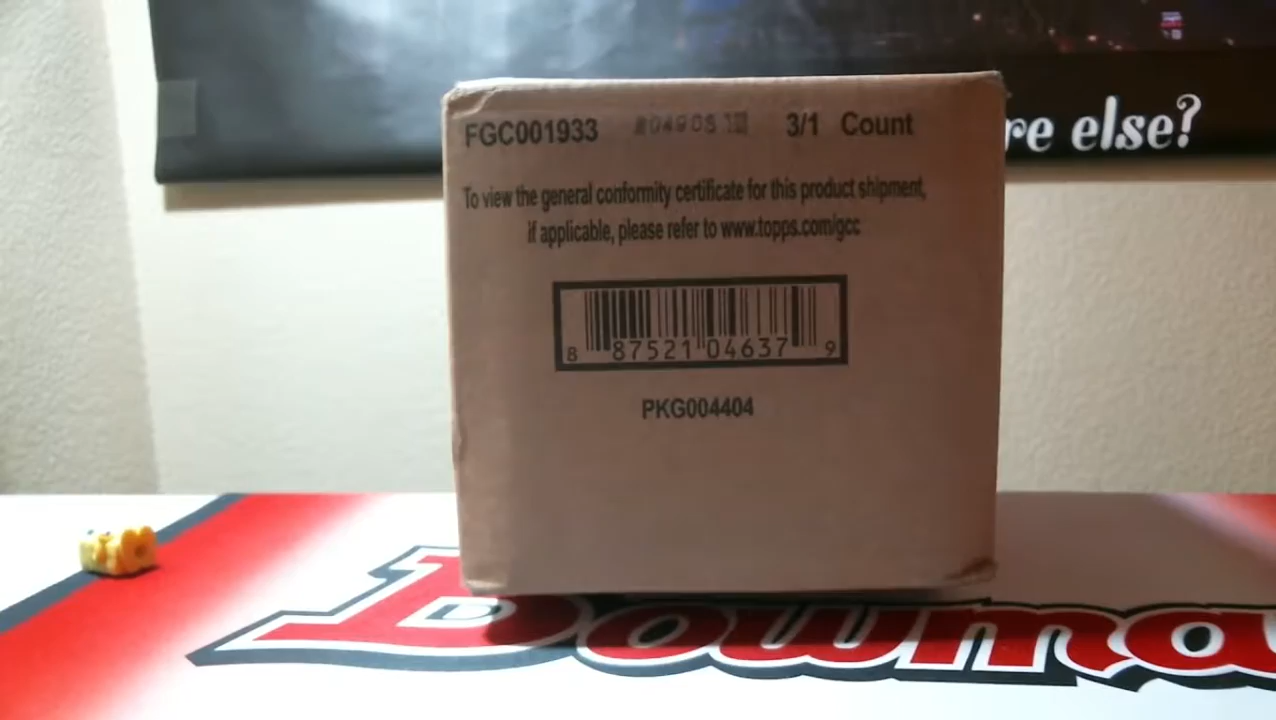 re else?
FGC001933 3/1 Count
To view the general conformity certificate for this product shipment,
if applicable, please refer to www.topps.com/gcc
8 87521 04637 9
PKG004404
Bowma